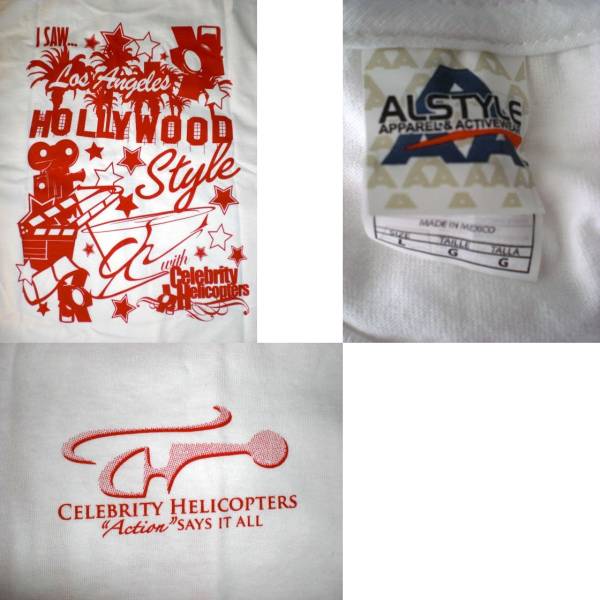 I SAW...
Los Angeles
HOLLYWOOD
Style
with
Celebrity
Helicopters
AA
ALSTYLE
APPAREL & ACTIVEWEAR
MADE IN MEXICO
SIZE TAILLE TALLA
L G G
CELEBRITY HELICOPTERS
"Action" SAYS IT ALL